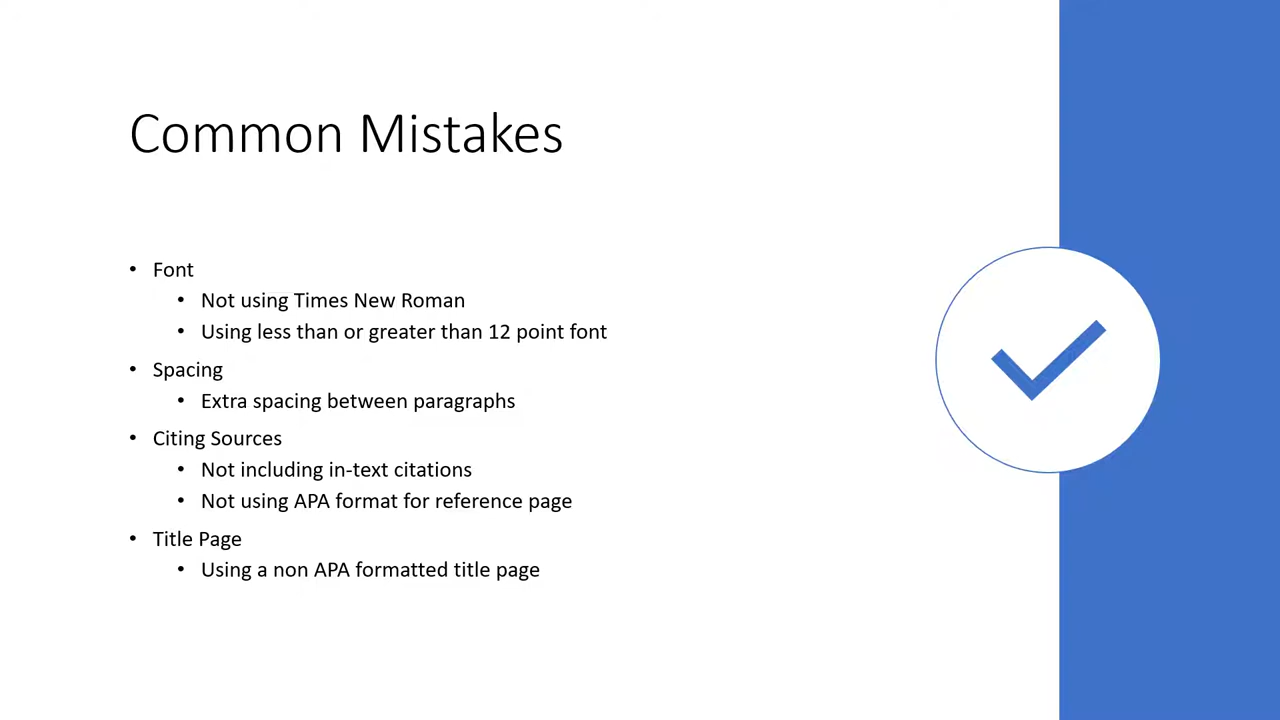 Common Mistakes
• Font
• Not using Times New Roman
• Using less than or greater than 12 point font
• Spacing
• Extra spacing between paragraphs
• Citing Sources
• Not including in-text citations
• Not using APA format for reference page
• Title Page
• Using a non APA formatted title page